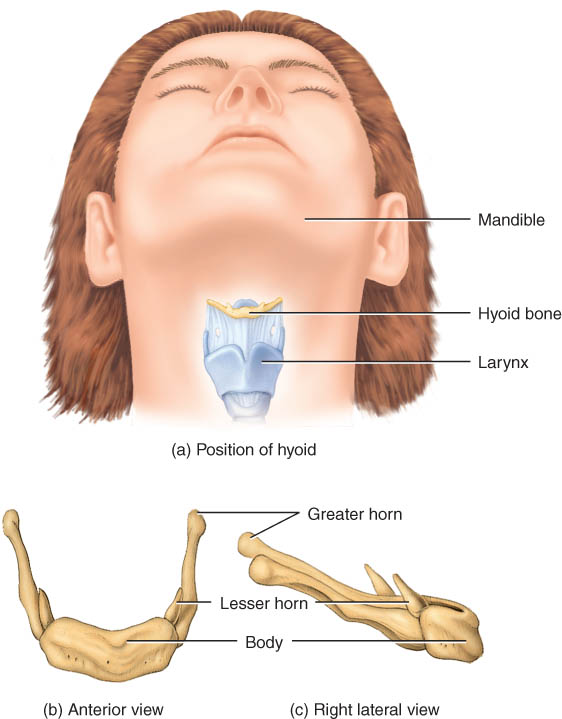 Mandible
Hyoid bone
Larynx
(a) Position of hyoid
Greater horn
Lesser horn
Body
(b) Anterior view
(c) Right lateral view